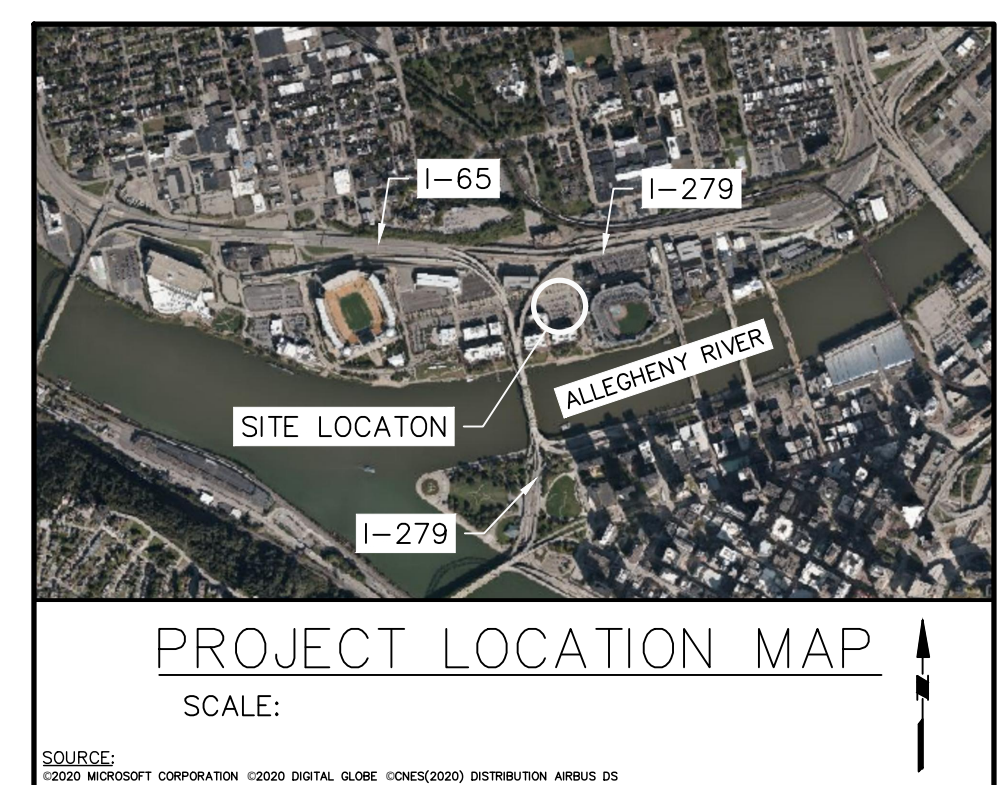 I-65
I-279
ALLEGHENY RIVER
SITE LOCATON
I-279
PROJECT LOCATION MAP
SCALE:
N
SOURCE:
©2020 MICROSOFT CORPORATION ©2020 DIGITAL GLOBE ©CNES(2020) DISTRIBUTION AIRBUS DS